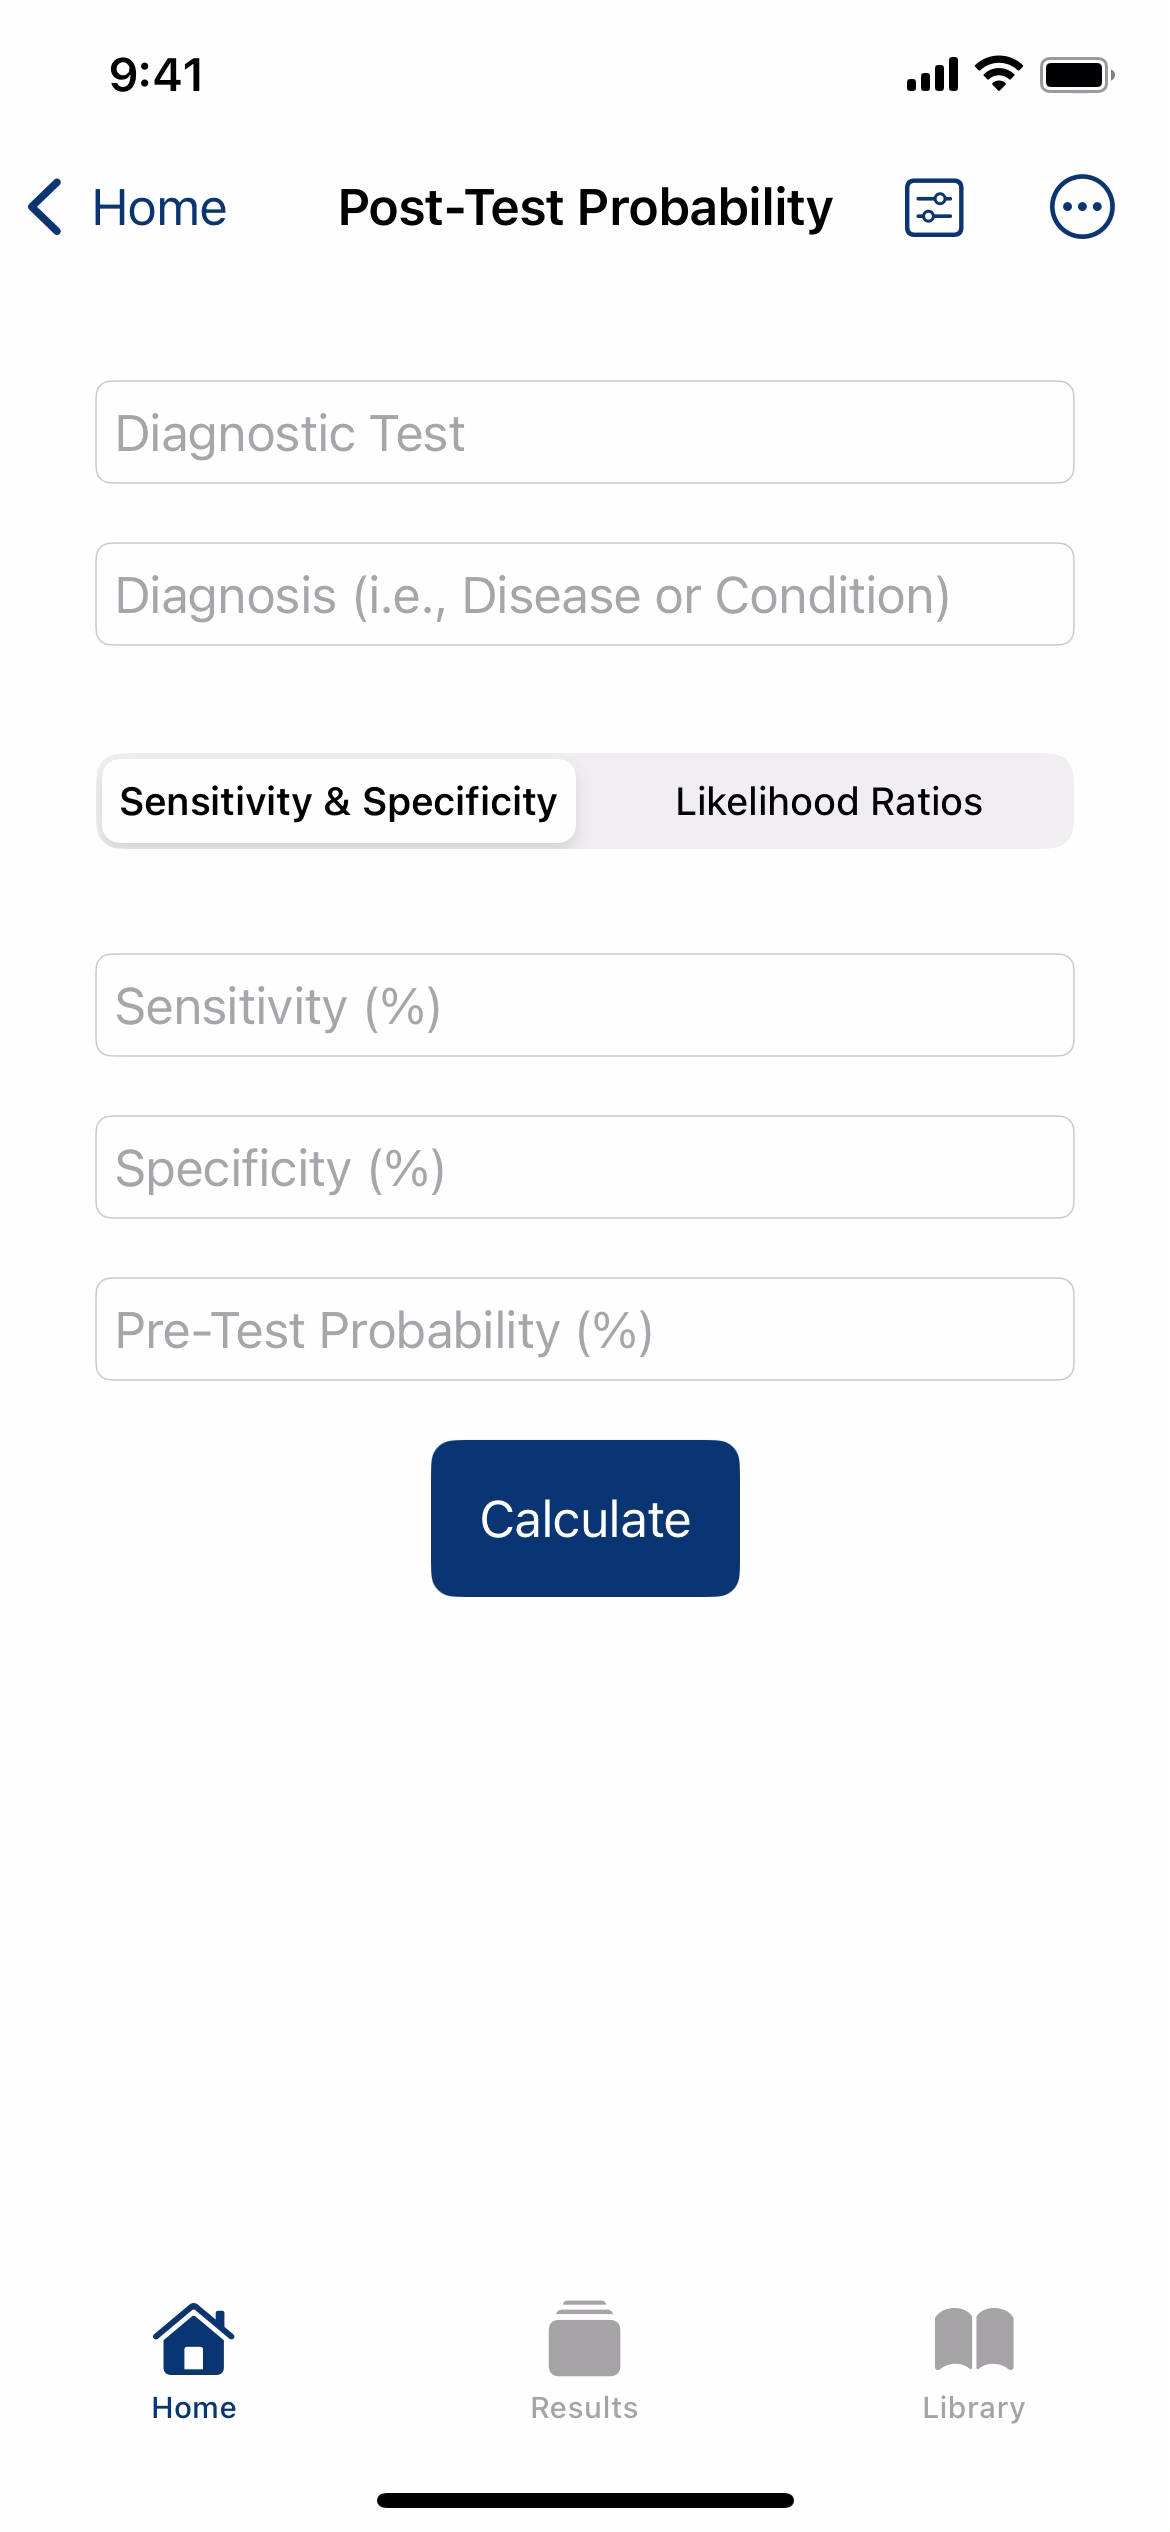 9:41
Home Post-Test Probability
Diagnostic Test
Diagnosis (i.e., Disease or Condition)
Sensitivity & Specificity Likelihood Ratios
Sensitivity (%)
Specificity (%)
Pre-Test Probability (%)
Calculate
Home Results Library